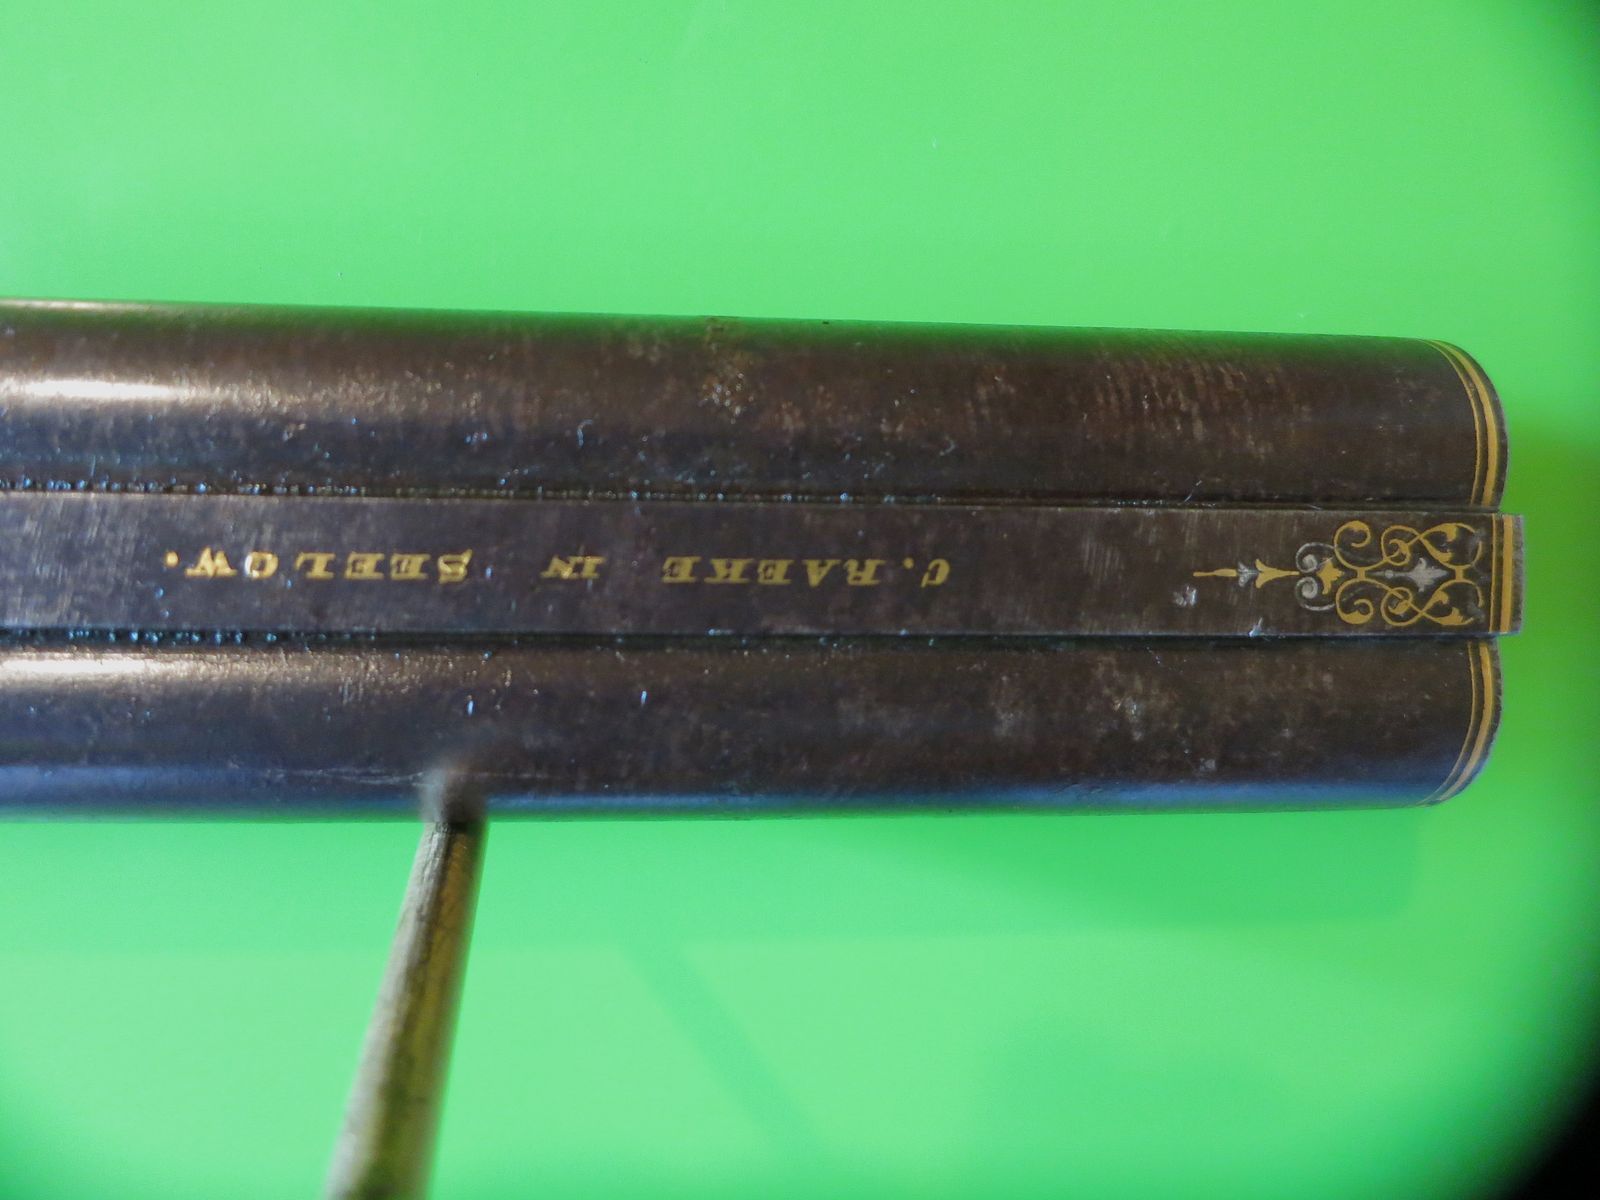 C. RAEKE IN SEELOW.